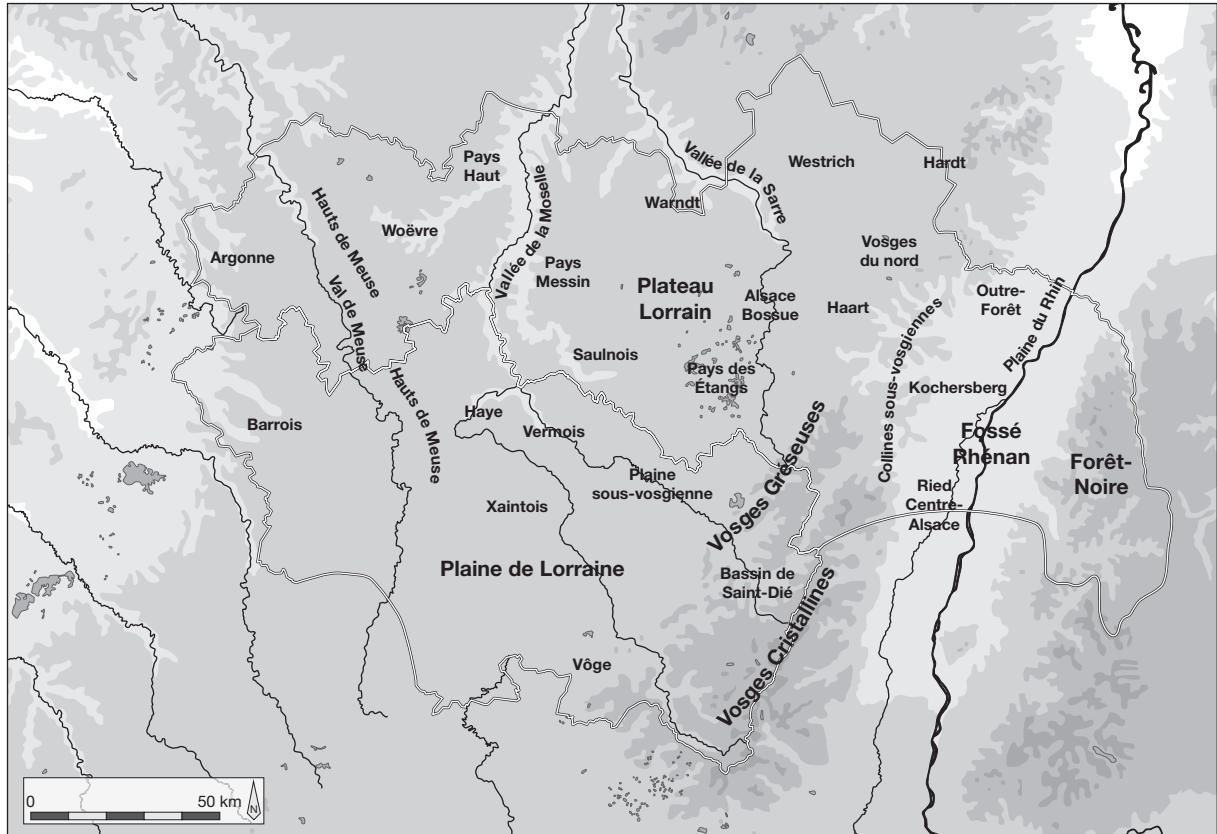 Pays
Haut
Vallée de la Sarre
Westrich
Hardt
Hauts de Meuse
Woëvre
Warndt
Argonne
Vallée de la Moselle
Pays
Messin
Vosges
du nord
Val de Meuse
Plateau
Lorrain
Alsace
Bossue
Haart
Outre-
Forêt
Plaine du Rhin
Collines sous-vosgiennes
Saulnois
Pays des
Étangs
Kochersberg
Hauts de Meuse
Barrois
Haye
Vermois
Fossé
Rhénan
Forêt-
Noire
Plaine
sous-vosgienne
Vosges Gréseuses
Xaintois
Ried
Centre-
Alsace
Plaine de Lorraine
Bassin de
Saint-Dié
Vosges Cristallines
Vôge
0
50 km
N